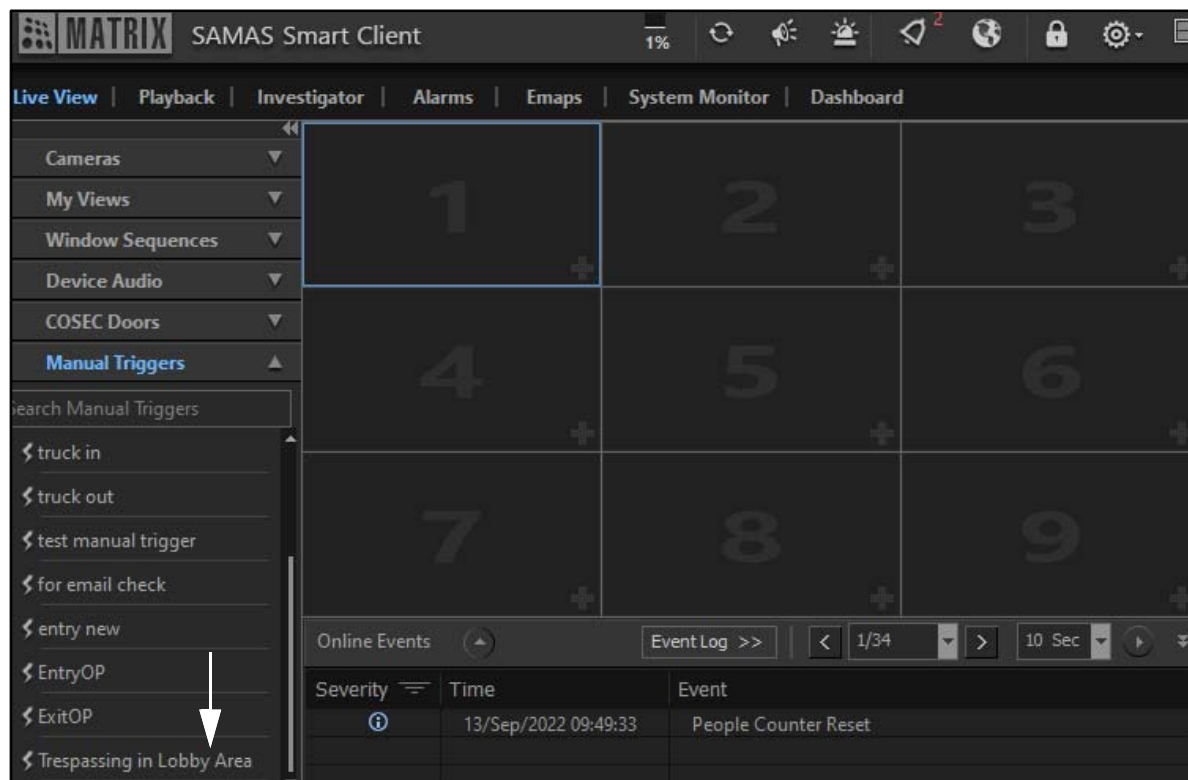 MATRIX SAMAS Smart Client 1% 2
Live View | Playback | Investigator | Alarms | Emaps | System Monitor | Dashboard
Cameras
My Views
Window Sequences
Device Audio
COSEC Doors
Manual Triggers
Search Manual Triggers
truck in
truck out
test manual trigger
for email check
entry new
EntryOP
ExitOP
Trespassing in Lobby Area
1 2 3
4 5 6
7 8 9
Online Events Event Log >> < 1/34 > 10 Sec
Severity Time Event
13/Sep/2022 09:49:33 People Counter Reset